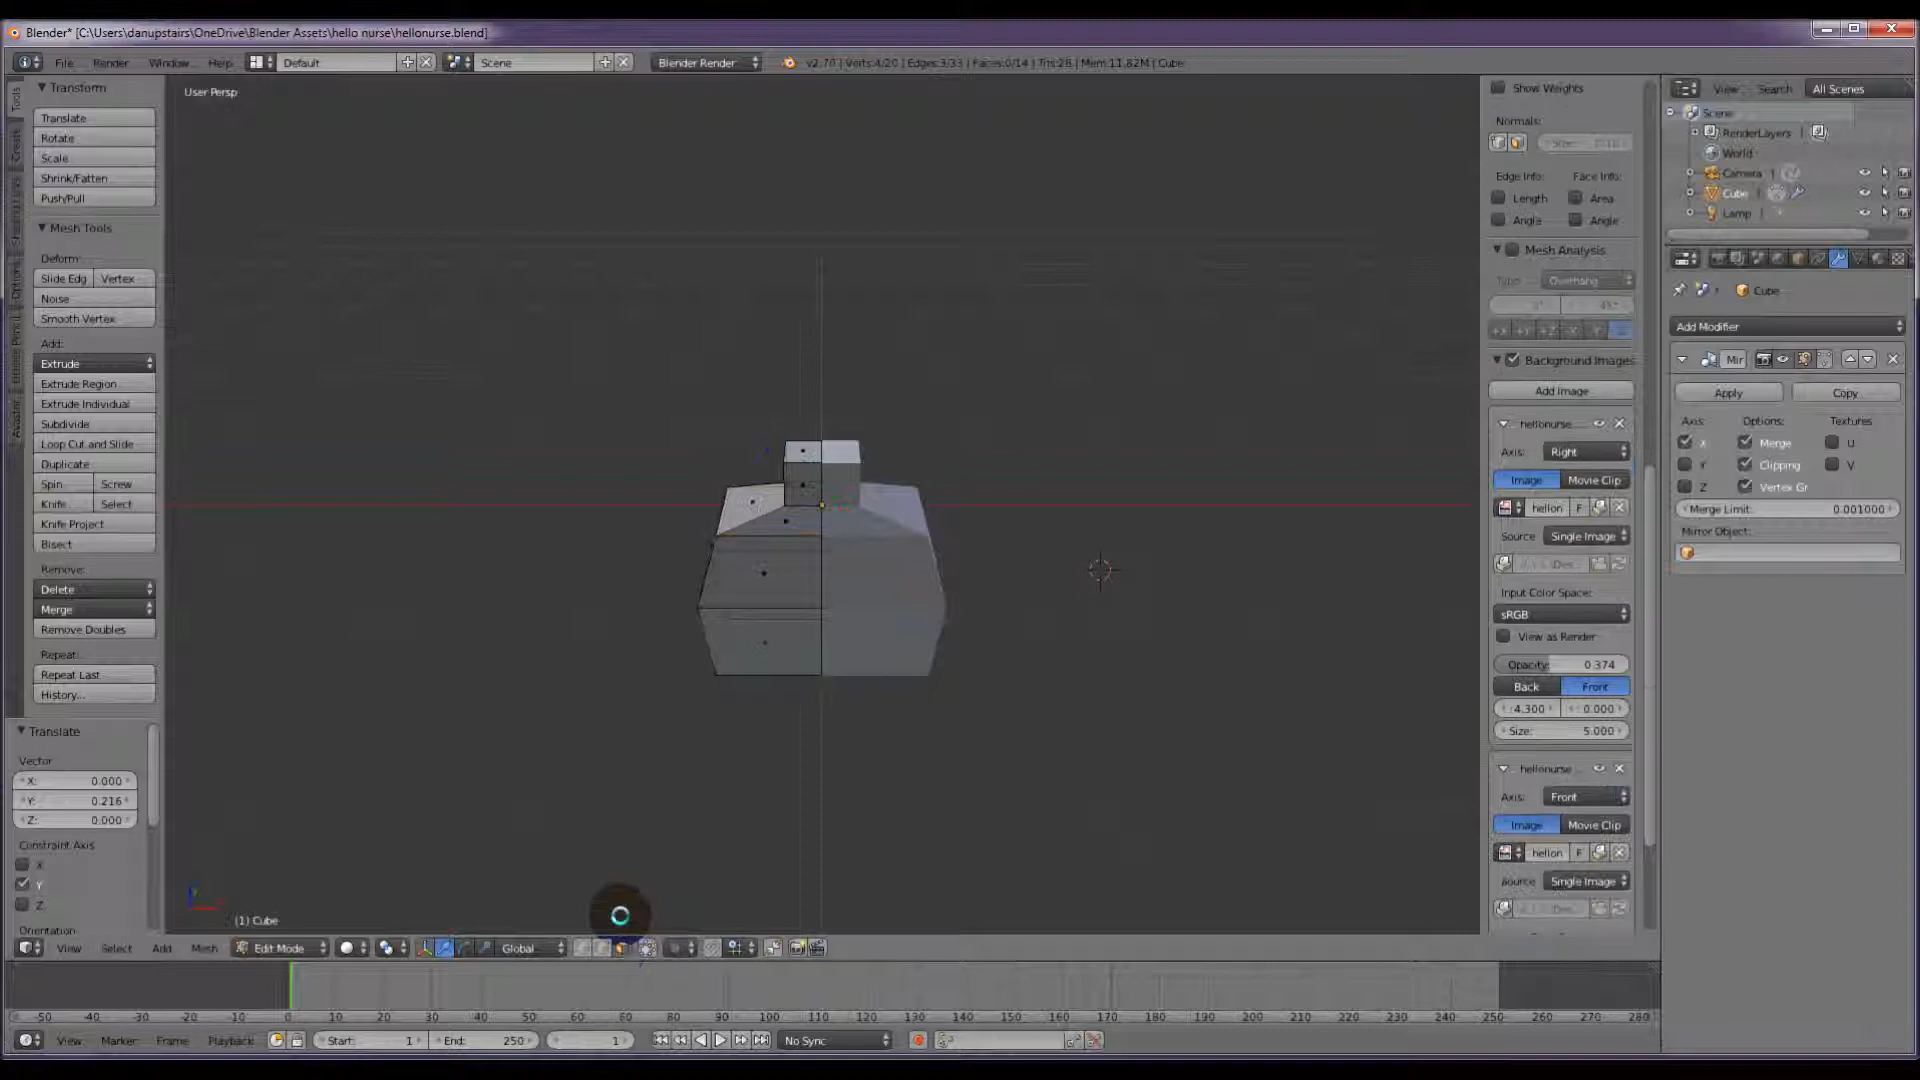 Blender* [C:\Users\danupstairs\OneDrive\Blender Assets\hello nurse\hellonurse.blend]
File Render Window Help Default Scene Blender Render v2.70 | Verts:4/20 | Edges:3/33 | Faces:0/14 | Tris:28 | Mem:11.82M | Cube
Tools
Create
Options
Grease Pencil
Avastar
Transform
Translate
Rotate
Scale
Shrink/Fatten
Push/Pull
Mesh Tools
Deform:
Slide Edg Vertex
Noise
Smooth Vertex
Add:
Extrude
Extrude Region
Extrude Individual
Subdivide
Loop Cut and Slide
Duplicate
Spin Screw
Knife Select
Knife Project
Bisect
Remove:
Delete
Merge
Remove Doubles
Repeat:
Repeat Last
History...
Translate
Vector
X: 0.000
Y: 0.216
Z: 0.000
Constraint Axis
X
Y
Z
Orientation
User Persp
(1) Cube
View Select Add Mesh Edit Mode Global
-50 -40 -30 -20 -10 0 10 20 30 40 50 60 70 80 90 100 110 120 130 140 150 160 170 180 190 200 210 220 230 240 250 260 270 280
View Marker Frame Playback Start: 1 End: 250 1 No Sync
Show Weights
Normals:
Size:
Edge Info: Face Info:
Length Area
Angle Angle
Mesh Analysis
Type: Overhang
45°
Background Images
Add Image
hellonurse
Axis: Right
Image Movie Clip
hellon F
Source Single Image
Input Color Space:
sRGB
View as Render
Opacity: 0.374
Back Front
4.300 0.000
Size: 5.000
hellonurse
Axis: Front
Image Movie Clip
hellon F
Source Single Image
View Search All Scenes
Scene
RenderLayers
World
Camera
Cube
Lamp
Cube
Add Modifier
Mir
Apply Copy
Axis: Options: Textures
X Merge U
Y Clipping V
Z Vertex Gr
Merge Limit: 0.001000
Mirror Object: